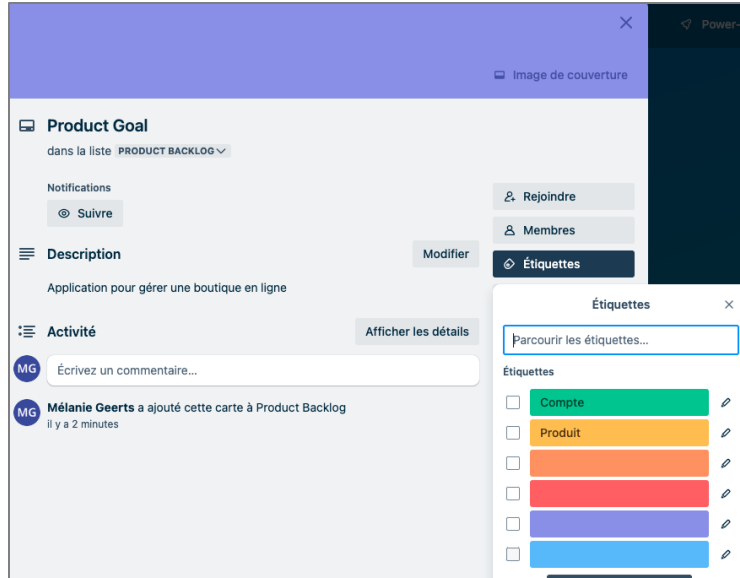 Power-
Image de couverture
Product Goal
dans la liste PRODUCT BACKLOG
Notifications
Suivre
Rejoindre
Membres
Étiquettes
Description
Modifier
Application pour gérer une boutique en ligne
Activité
Afficher les détails
MG
Écrivez un commentaire...
MG
Mélanie Geerts a ajouté cette carte à Product Backlog
il y a 2 minutes
Étiquettes
Parcourir les étiquettes...
Étiquettes
Compte
Produit